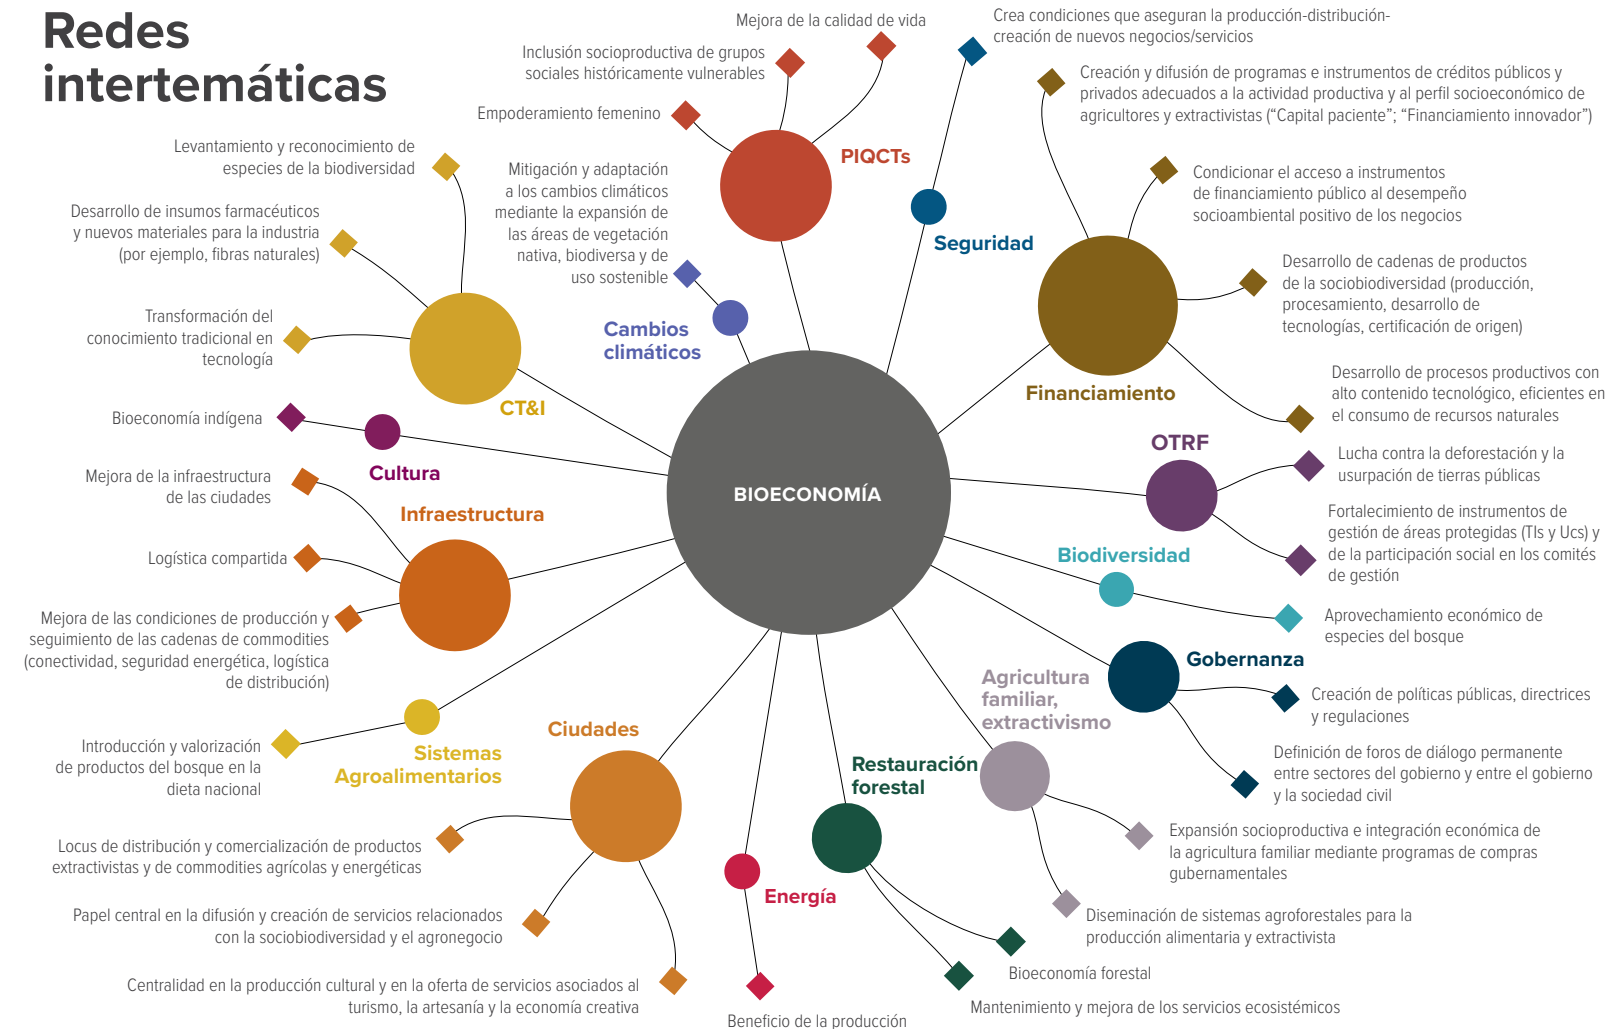 Redes
intertemáticas
Mejora de la calidad de vida
Inclusión socioproductiva de grupos
sociales históricamente vulnerables
Empoderamiento femenino
PIQCTs
Crea condiciones que aseguran la producción-distribución-
creación de nuevos negocios/servicios
Seguridad
Creación y difusión de programas e instrumentos de créditos públicos y
privados adecuados a la actividad productiva y al perfil socioeconómico de
agricultores y extractivistas (“Capital paciente”; “Financiamiento innovador”)
Condicionar el acceso a instrumentos
de financiamiento público al desempeño
socioambiental positivo de los negocios
Desarrollo de cadenas de productos
de la sociobiodiversidad (producción,
procesamiento, desarrollo de
tecnologías, certificación de origen)
Desarrollo de procesos productivos con
alto contenido tecnológico, eficientes en
el consumo de recursos naturales
Financiamiento
Mitigación y adaptación
a los cambios climáticos
mediante la expansión de
las áreas de vegetación
nativa, biodiversa y de
uso sostenible
Cambios
climáticos
Levantamiento y reconocimiento de
especies de la biodiversidad
Desarrollo de insumos farmacéuticos
y nuevos materiales para la industria
(por ejemplo, fibras naturales)
Transformación del
conocimiento tradicional en
tecnología
CT&I
Bioeconomía indígena
Cultura
Mejora de la infraestructura
de las ciudades
Infraestructura
Logística compartida
Mejora de las condiciones de producción y
seguimiento de las cadenas de commodities
(conectividad, seguridad energética, logística
de distribución)
BIOECONOMÍA
OTRF
Lucha contra la deforestación y la
usurpación de tierras públicas
Fortalecimiento de instrumentos de
gestión de áreas protegidas (TIs y Ucs) y
de la participación social en los comités
de gestión
Biodiversidad
Aprovechamiento económico de
especies del bosque
Gobernanza
Creación de políticas públicas, directrices
y regulaciones
Definición de foros de diálogo permanente
entre sectores del gobierno y entre el gobierno
y la sociedad civil
Agricultura
familiar,
extractivismo
Expansión socioproductiva e integración económica de
la agricultura familiar mediante programas de compras
gubernamentales
Diseminación de sistemas agroforestales para la
producción alimentaria y extractivista
Restauración
forestal
Bioeconomía forestal
Mantenimiento y mejora de los servicios ecosistémicos
Energía
Beneficio de la producción
Ciudades
Locus de distribución y comercialización de productos
extractivistas y de commodities agrícolas y energéticas
Papel central en la difusión y creación de servicios relacionados
con la sociobiodiversidad y el agronegocio
Centralidad en la producción cultural y en la oferta de servicios asociados al
turismo, la artesanía y la economía creativa
Sistemas
Agroalimentarios
Introducción y valorización
de productos del bosque en la
dieta nacional